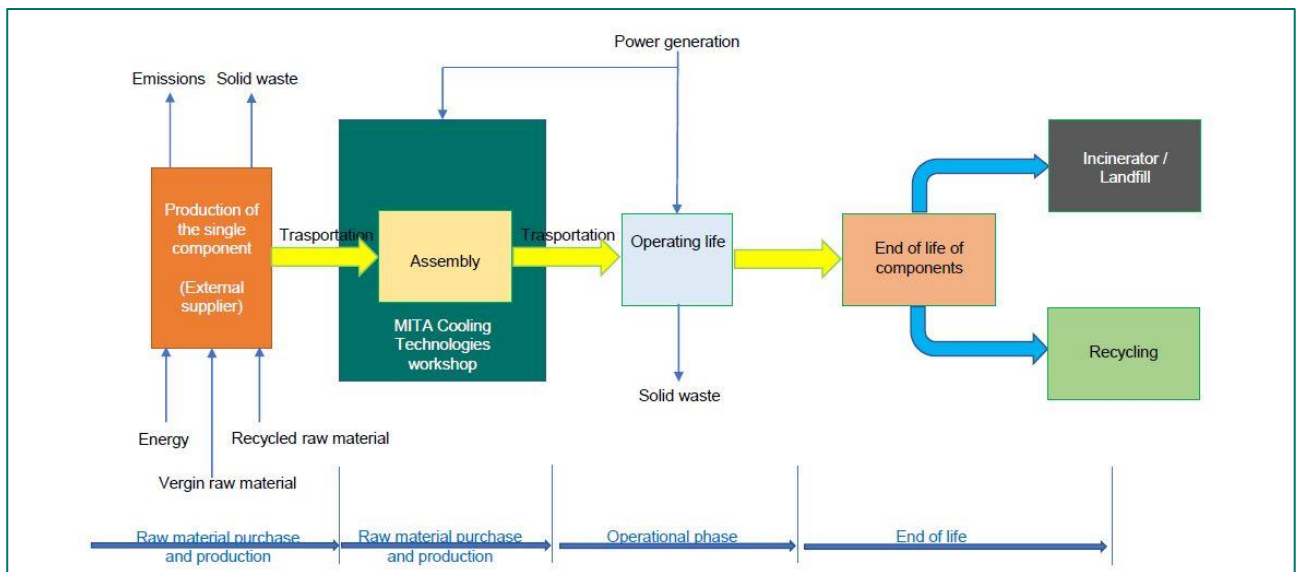 Power generation
Emissions
Solid waste
Production of
the single
component
(External
supplier)
Trasportation
Assembly
MITA Cooling
Technologies
workshop
Trasportation
Operating life
Solid waste
End of life of
components
Incinerator /
Landfill
Recycling
Energy
Recycled raw material
Vergin raw material
Raw material purchase
and production
Raw material purchase
and production
Operational phase
End of life